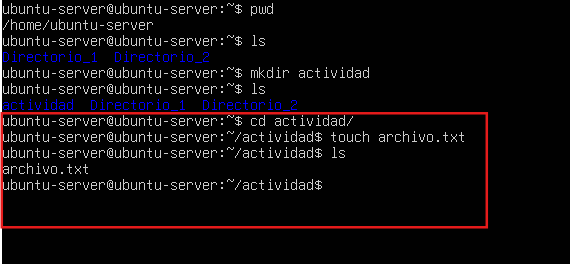 ubuntu-server@ubuntu-server:~$ pwd
/home/ubuntu-server
ubuntu-server@ubuntu-server:~$ ls
Directorio_1  Directorio_2
ubuntu-server@ubuntu-server:~$ mkdir actividad
ubuntu-server@ubuntu-server:~$ ls
actividad  Directorio_1  Directorio_2
ubuntu-server@ubuntu-server:~$ cd actividad/
ubuntu-server@ubuntu-server:~/actividad$ touch archivo.txt
ubuntu-server@ubuntu-server:~/actividad$ ls
archivo.txt
ubuntu-server@ubuntu-server:~/actividad$